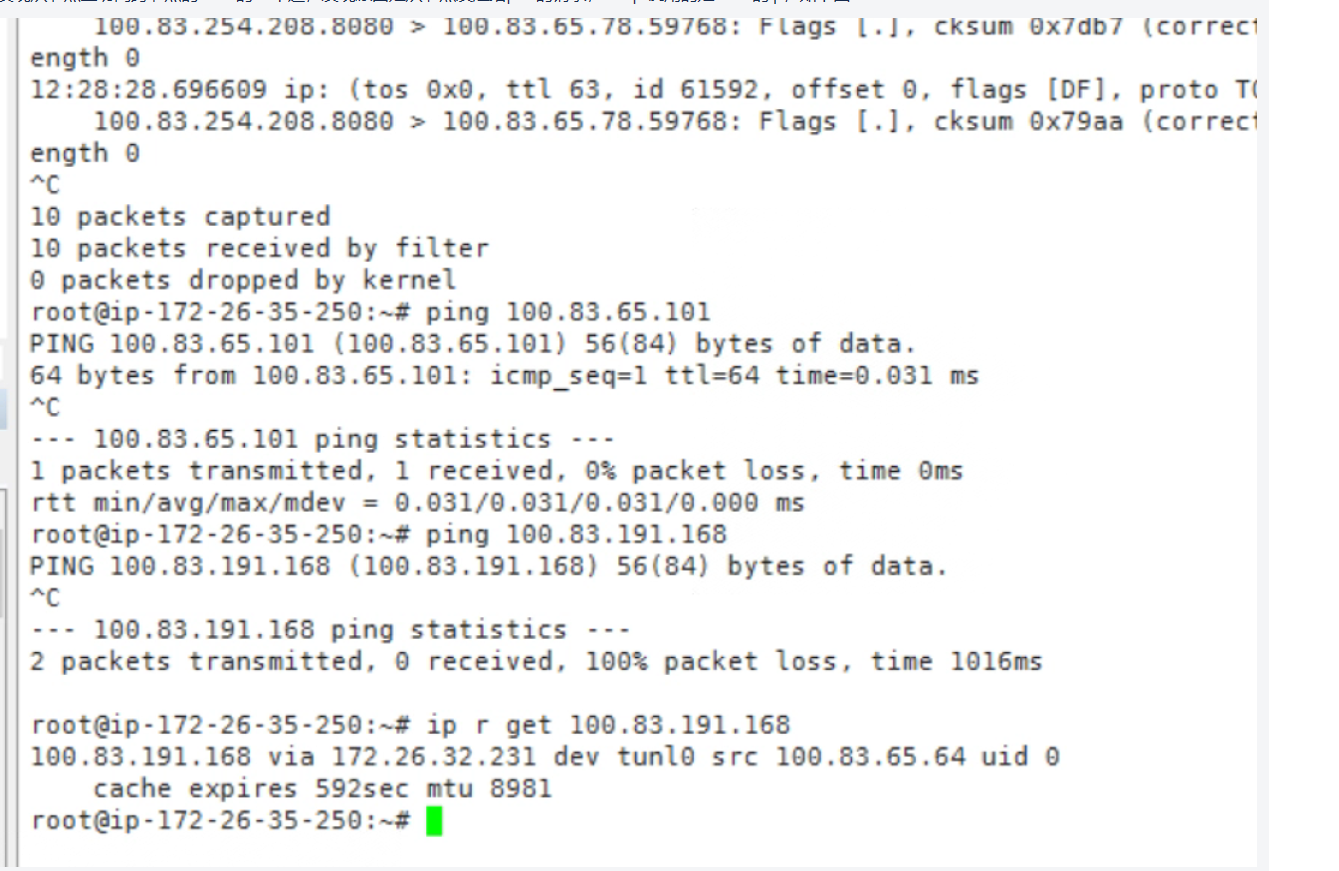 100.83.254.208.8080 > 100.83.65.78.59768: Flags [.], cksum 0x7db7 (correct
ength 0
12:28:28.696609 ip: (tos 0x0, ttl 63, id 61592, offset 0, flags [DF], proto TC
100.83.254.208.8080 > 100.83.65.78.59768: Flags [.], cksum 0x79aa (correct
ength 0
^C
10 packets captured
10 packets received by filter
0 packets dropped by kernel
root@ip-172-26-35-250:~# ping 100.83.65.101
PING 100.83.65.101 (100.83.65.101) 56(84) bytes of data.
64 bytes from 100.83.65.101: icmp_seq=1 ttl=64 time=0.031 ms
^C
--- 100.83.65.101 ping statistics ---
1 packets transmitted, 1 received, 0% packet loss, time 0ms
rtt min/avg/max/mdev = 0.031/0.031/0.031/0.000 ms
root@ip-172-26-35-250:~# ping 100.83.191.168
PING 100.83.191.168 (100.83.191.168) 56(84) bytes of data.
^C
--- 100.83.191.168 ping statistics ---
2 packets transmitted, 0 received, 100% packet loss, time 1016ms
root@ip-172-26-35-250:~# ip r get 100.83.191.168
100.83.191.168 via 172.26.32.231 dev tunl0 src 100.83.65.64 uid 0
cache expires 592sec mtu 8981
root@ip-172-26-35-250:~#